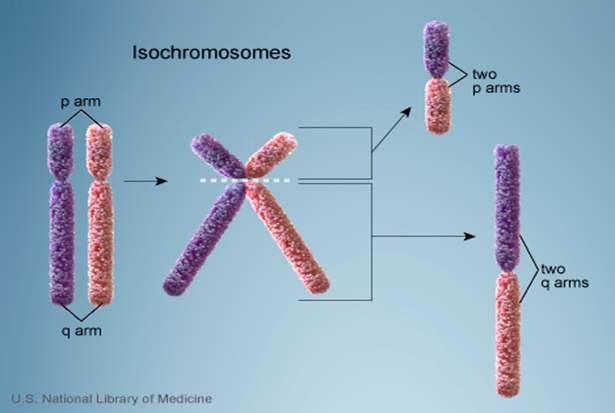 Isochromosomes
p arm
q arm
two
p arms
two
q arms
U.S. National Library of Medicine